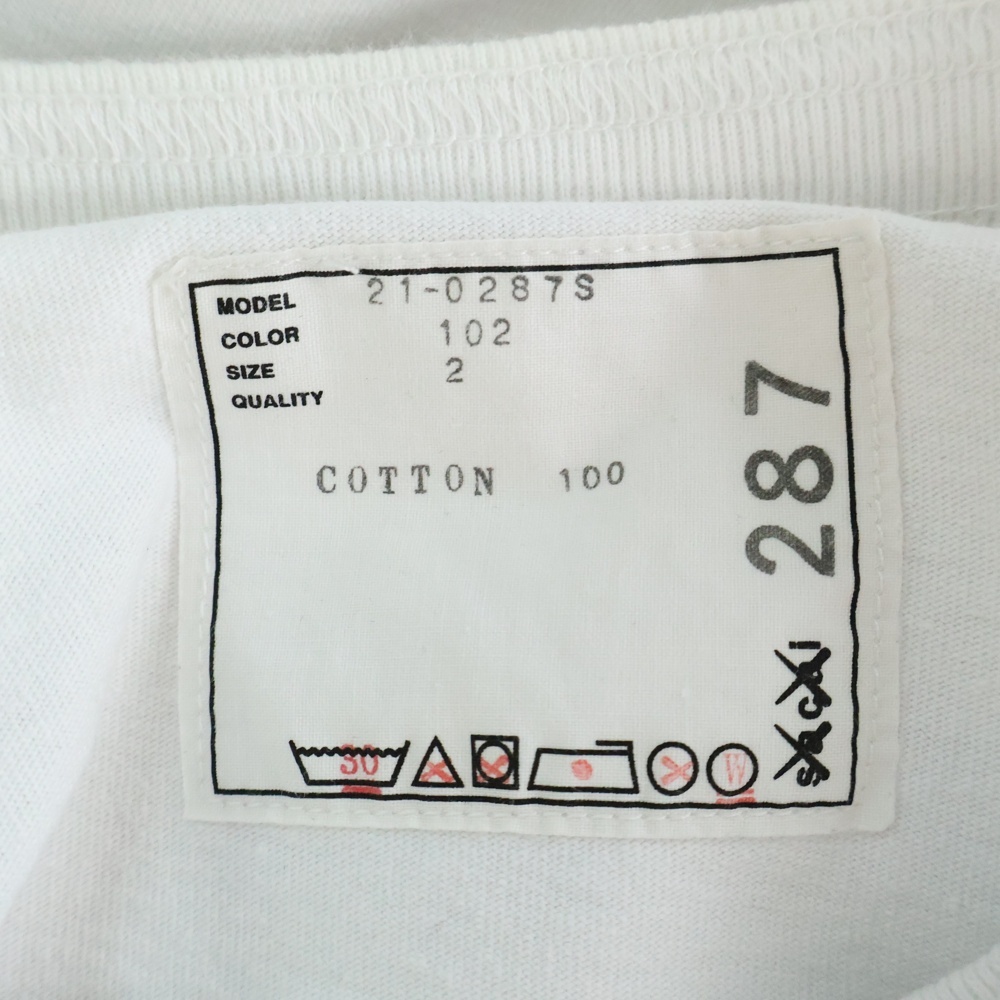 MODEL 21-0287S
COLOR 102
SIZE 2
QUALITY
COTTON 100
287
sacai
30
W